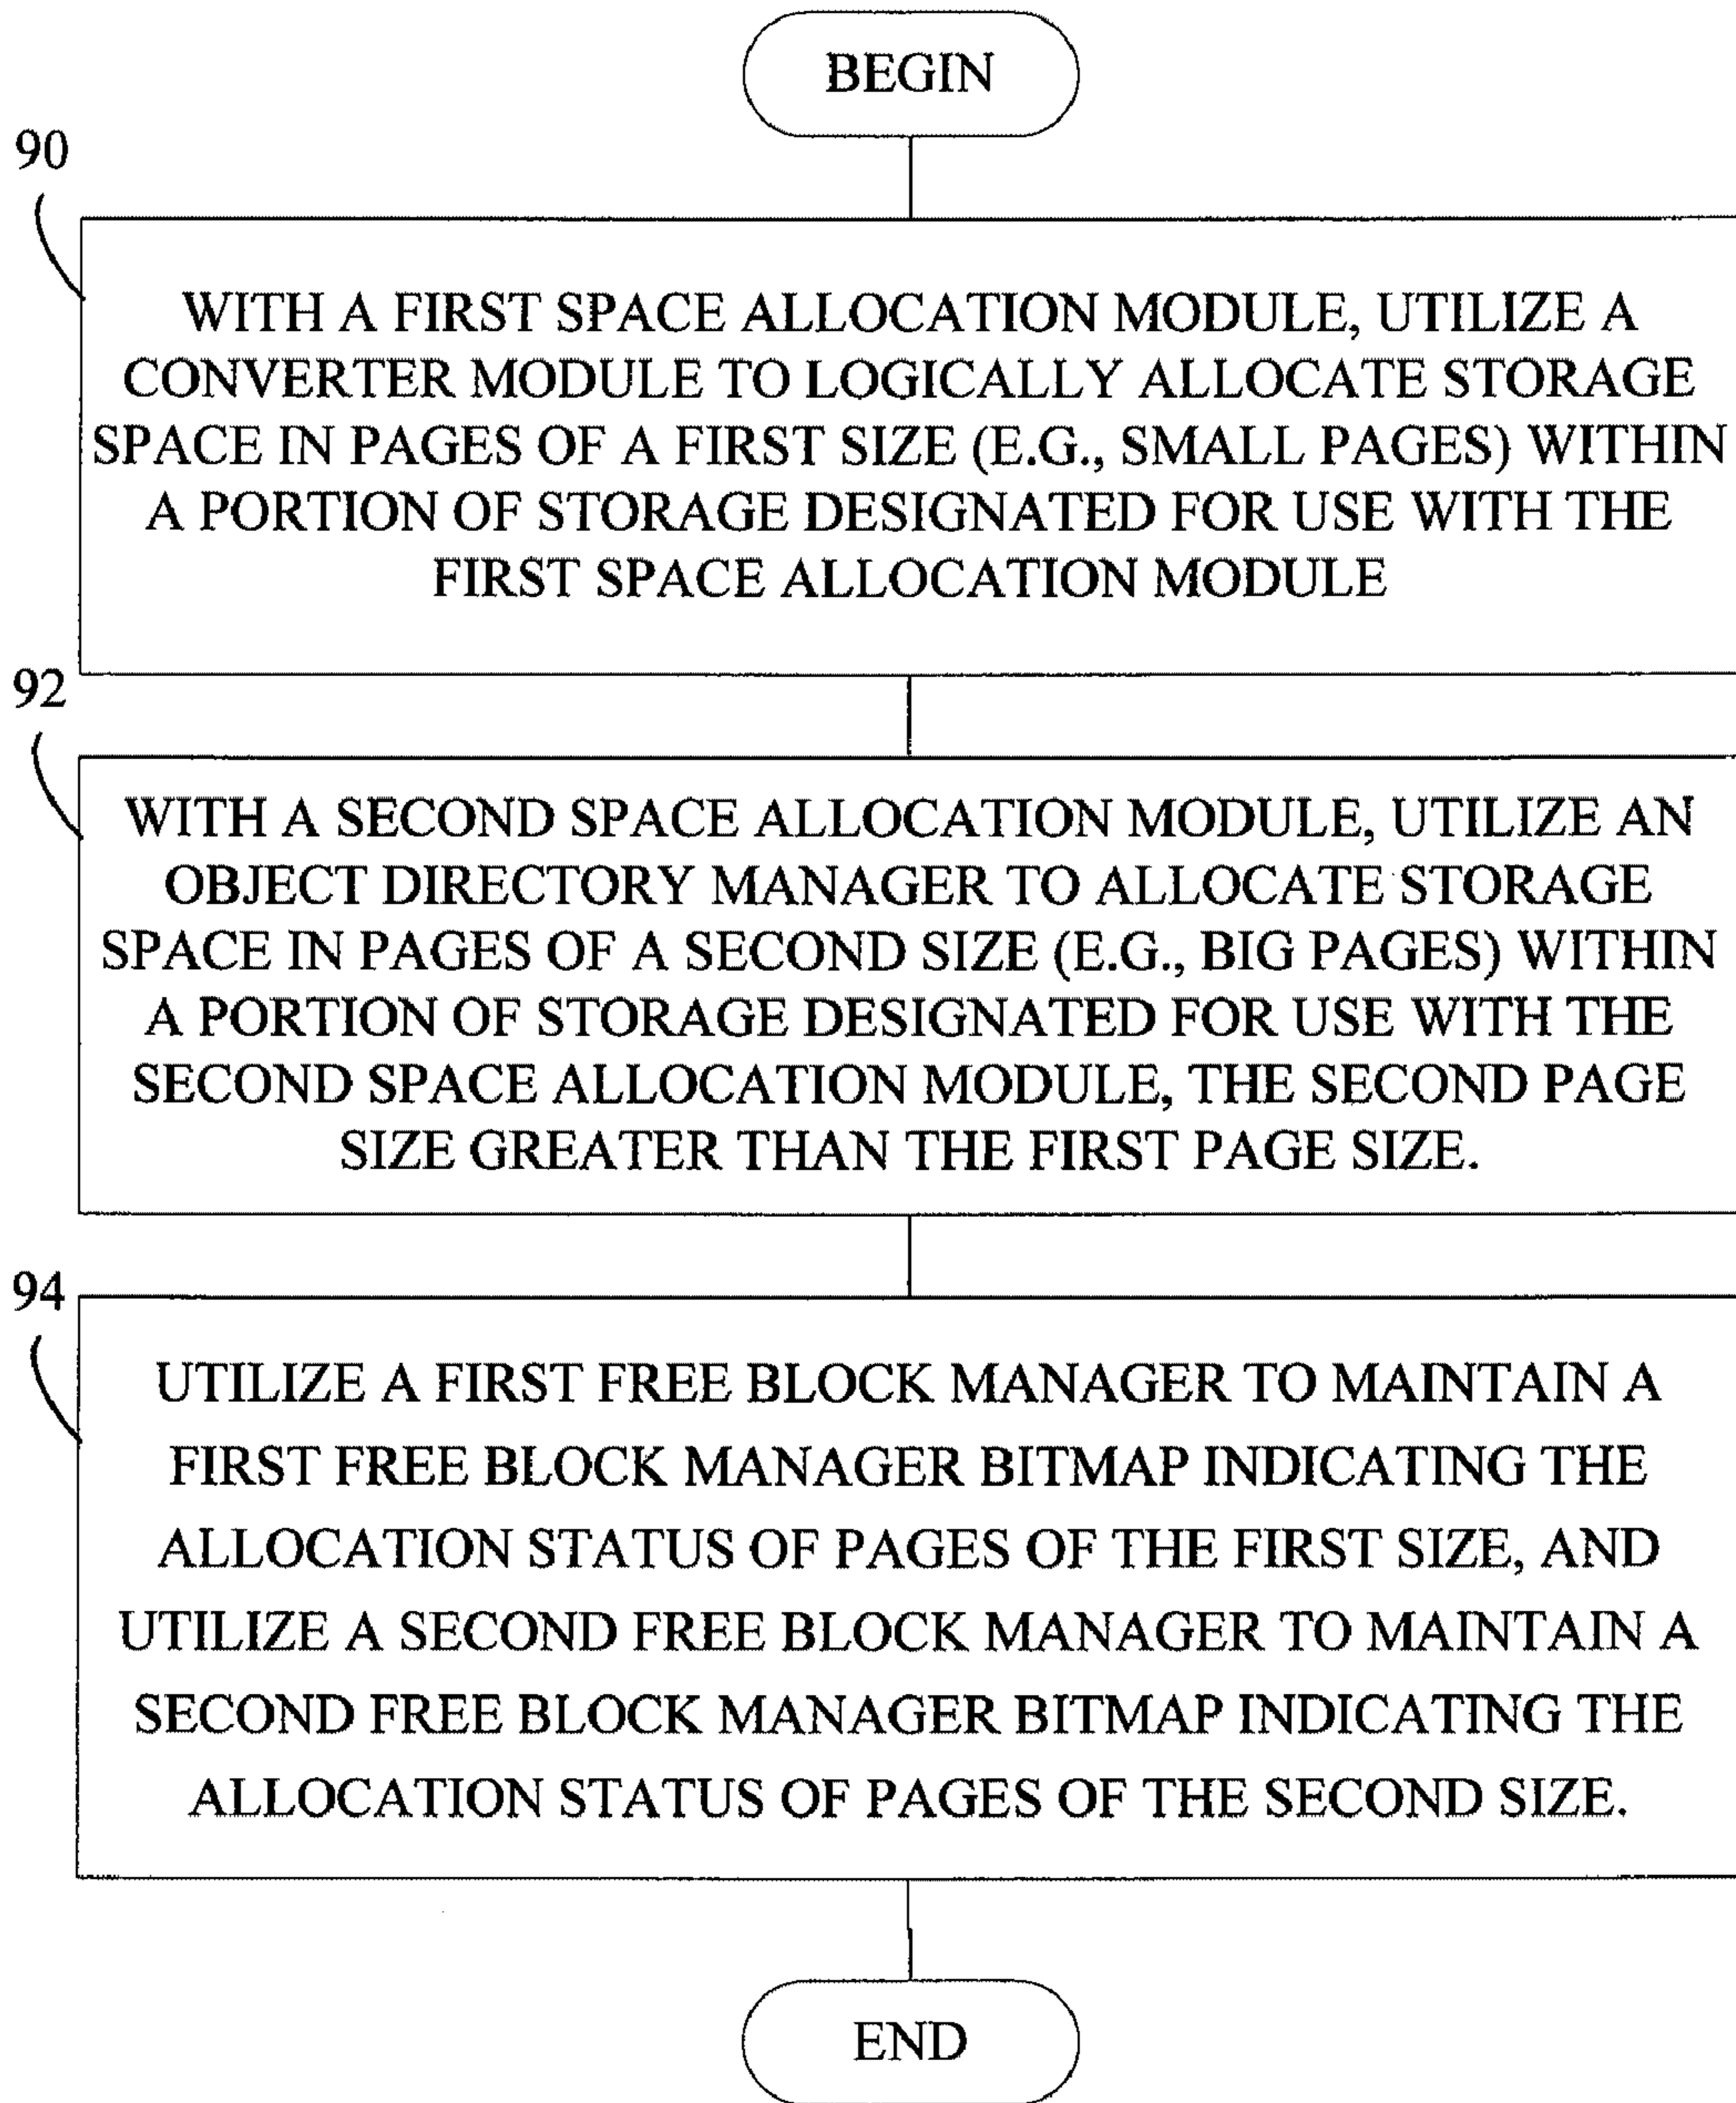 BEGIN
90
WITH A FIRST SPACE ALLOCATION MODULE, UTILIZE A
CONVERTER MODULE TO LOGICALLY ALLOCATE STORAGE
SPACE IN PAGES OF A FIRST SIZE (E.G., SMALL PAGES) WITHIN
A PORTION OF STORAGE DESIGNATED FOR USE WITH THE
FIRST SPACE ALLOCATION MODULE
92
WITH A SECOND SPACE ALLOCATION MODULE, UTILIZE AN
OBJECT DIRECTORY MANAGER TO ALLOCATE STORAGE
SPACE IN PAGES OF A SECOND SIZE (E.G., BIG PAGES) WITHIN
A PORTION OF STORAGE DESIGNATED FOR USE WITH THE
SECOND SPACE ALLOCATION MODULE, THE SECOND PAGE
SIZE GREATER THAN THE FIRST PAGE SIZE.
94
UTILIZE A FIRST FREE BLOCK MANAGER TO MAINTAIN A
FIRST FREE BLOCK MANAGER BITMAP INDICATING THE
ALLOCATION STATUS OF PAGES OF THE FIRST SIZE, AND
UTILIZE A SECOND FREE BLOCK MANAGER TO MAINTAIN A
SECOND FREE BLOCK MANAGER BITMAP INDICATING THE
ALLOCATION STATUS OF PAGES OF THE SECOND SIZE.
END